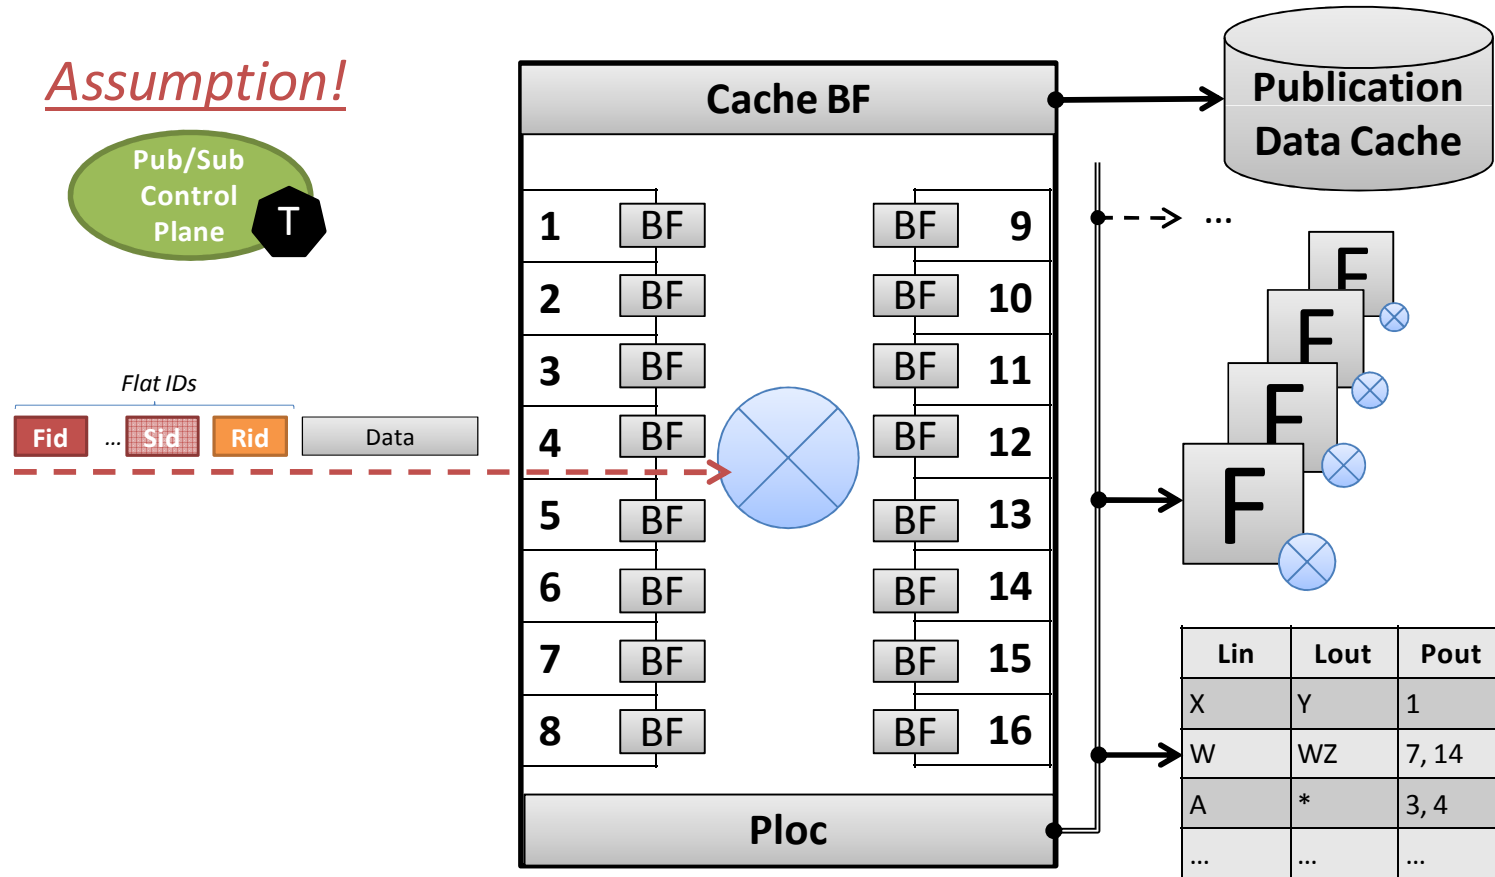 Assumption!
Pub/Sub
Control
Plane
T
Flat IDs
Fid ... Sid Rid Data
Cache BF
1 BF BF 9
2 BF BF 10
3 BF BF 11
4 BF BF 12
5 BF BF 13
6 BF BF 14
7 BF BF 15
8 BF BF 16
Ploc
Publication
Data Cache
...
F
F
F
F
Lin Lout Pout
X Y 1
W WZ 7, 14
A * 3, 4
... ... ...